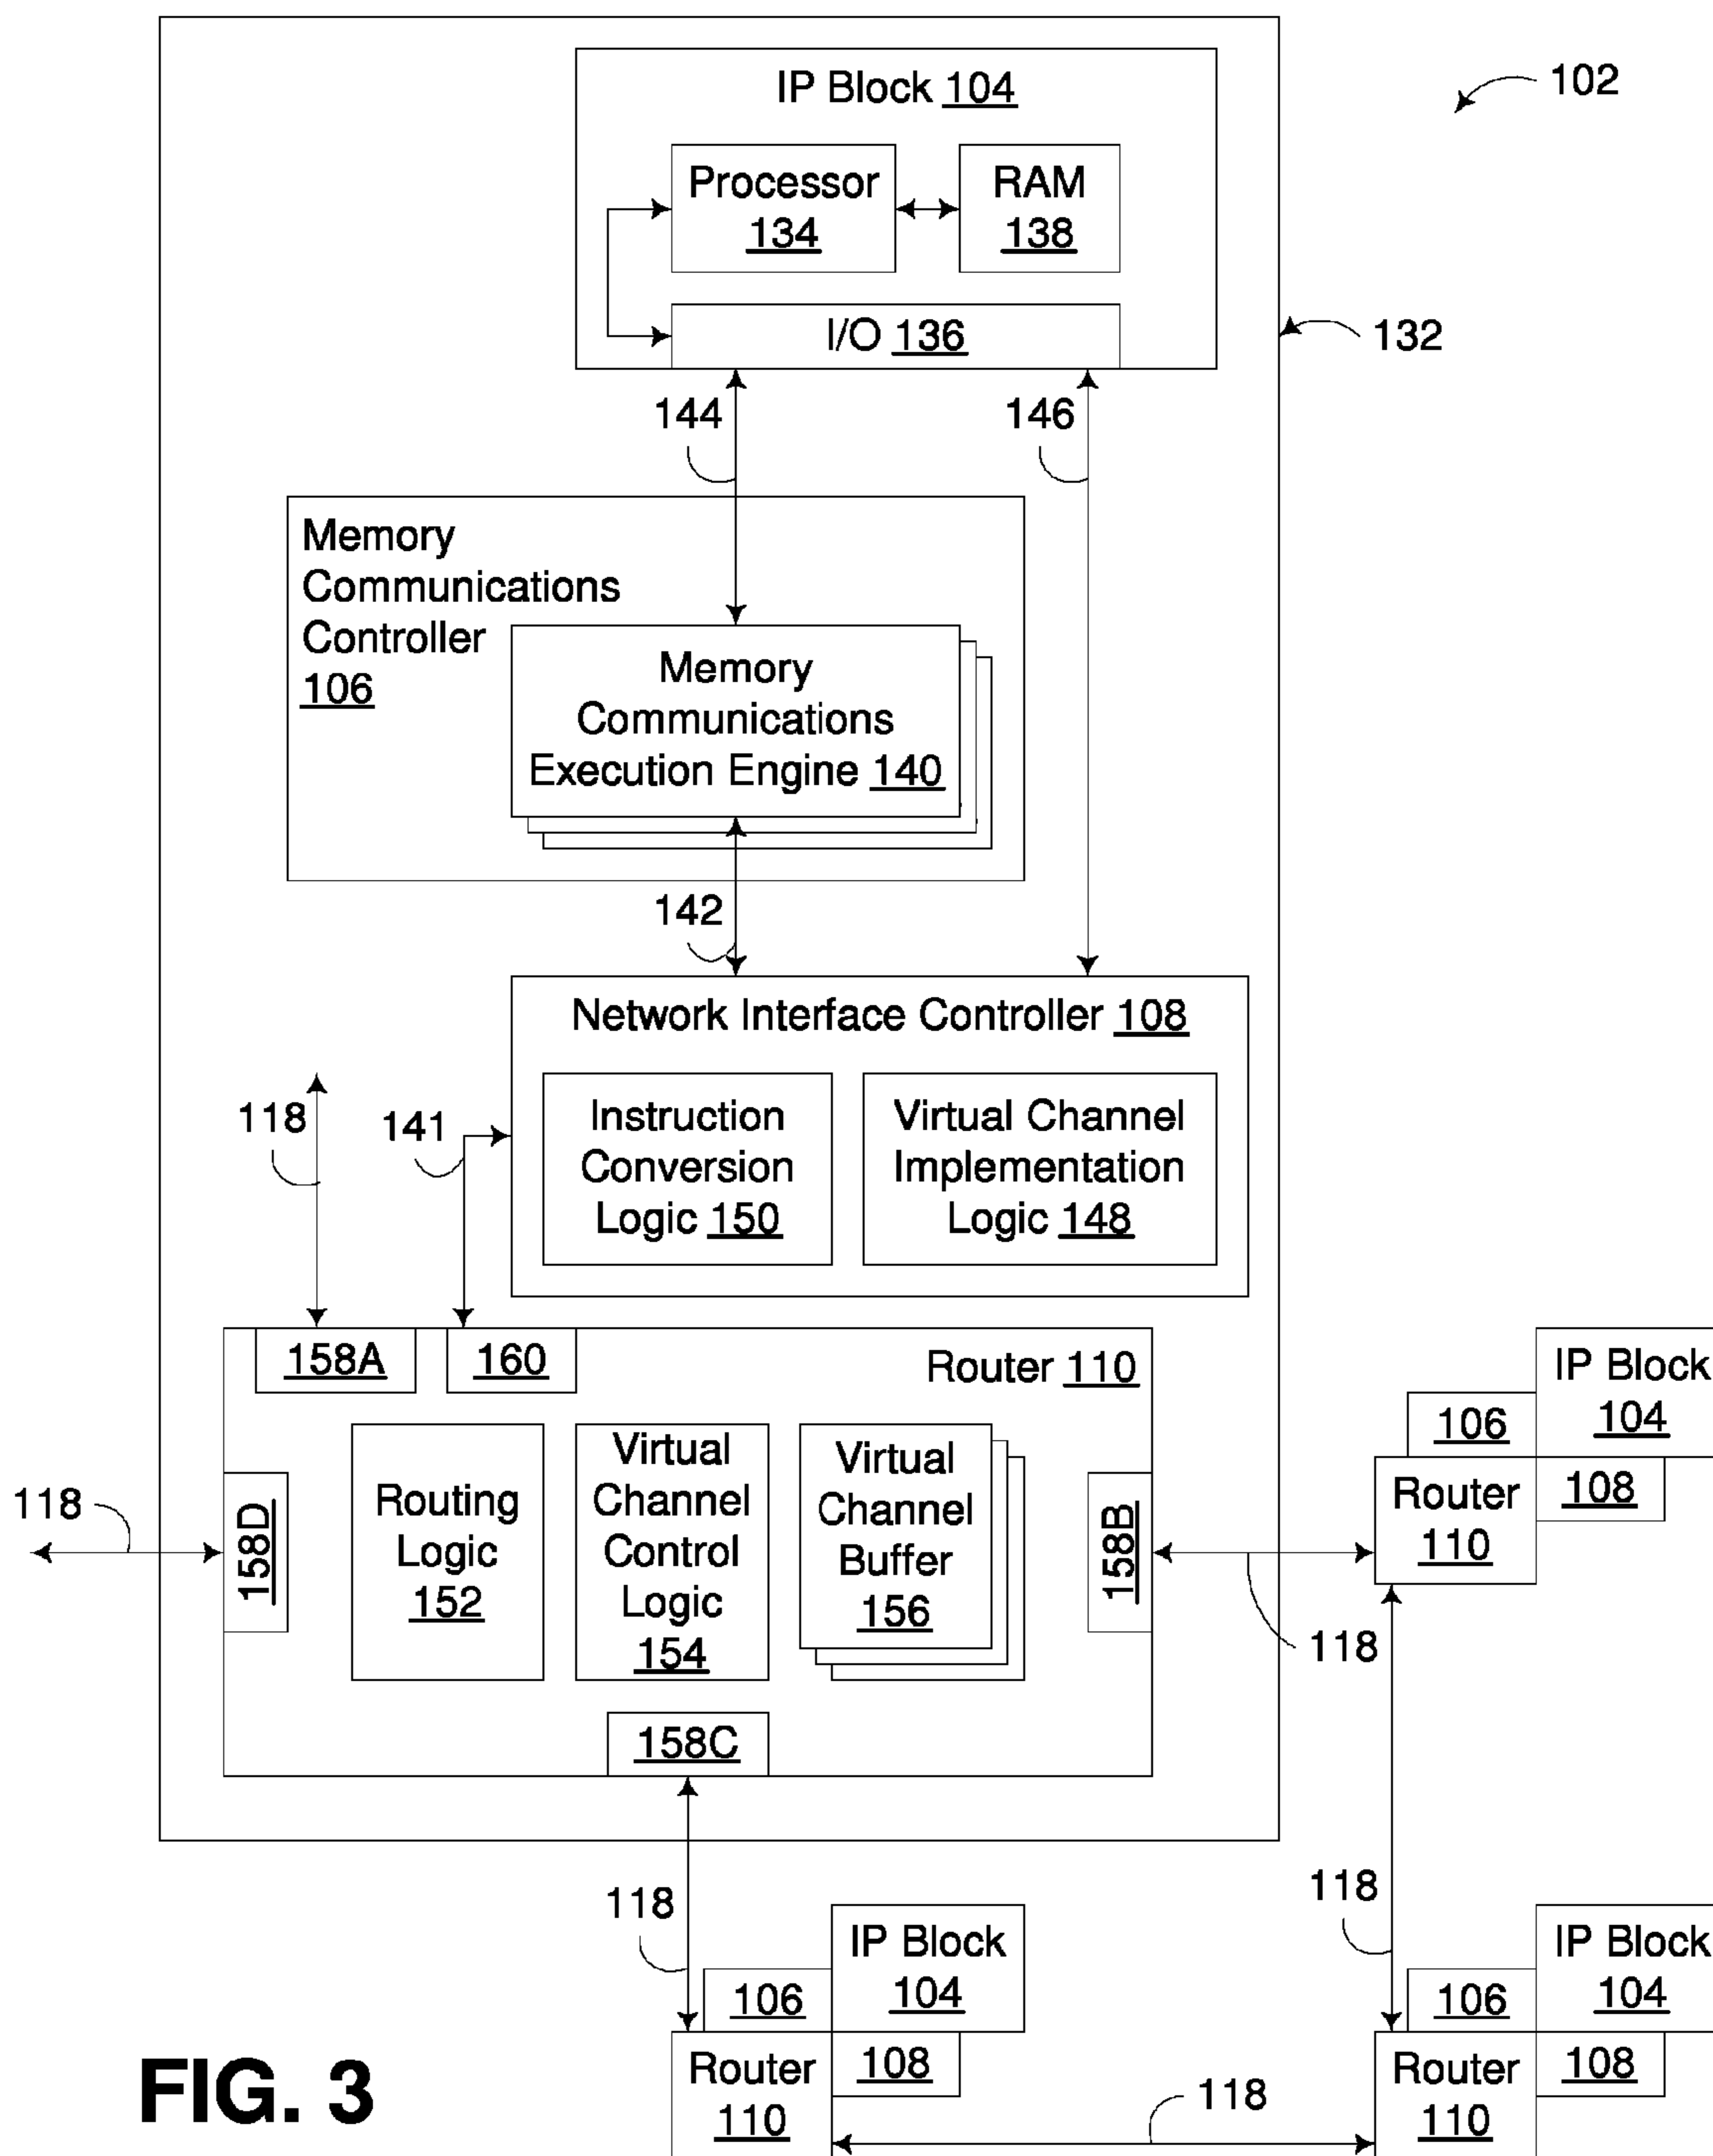 IP Block 104
102
Processor
134
RAM
138
I/O 136
132
144
146
Memory
Communications
Controller
106
Memory
Communications
Execution Engine 140
142
Network Interface Controller 108
118
141
Instruction
Conversion
Logic 150
Virtual Channel
Implementation
Logic 148
158A
160
Router 110
IP Block
104
106
Router
110
108
118
158D
Routing
Logic
152
Virtual
Channel
Control
Logic
154
Virtual
Channel
Buffer
156
158B
118
158C
118
118
IP Block
104
106
Router
110
108
IP Block
104
106
Router
110
108
118
FIG. 3